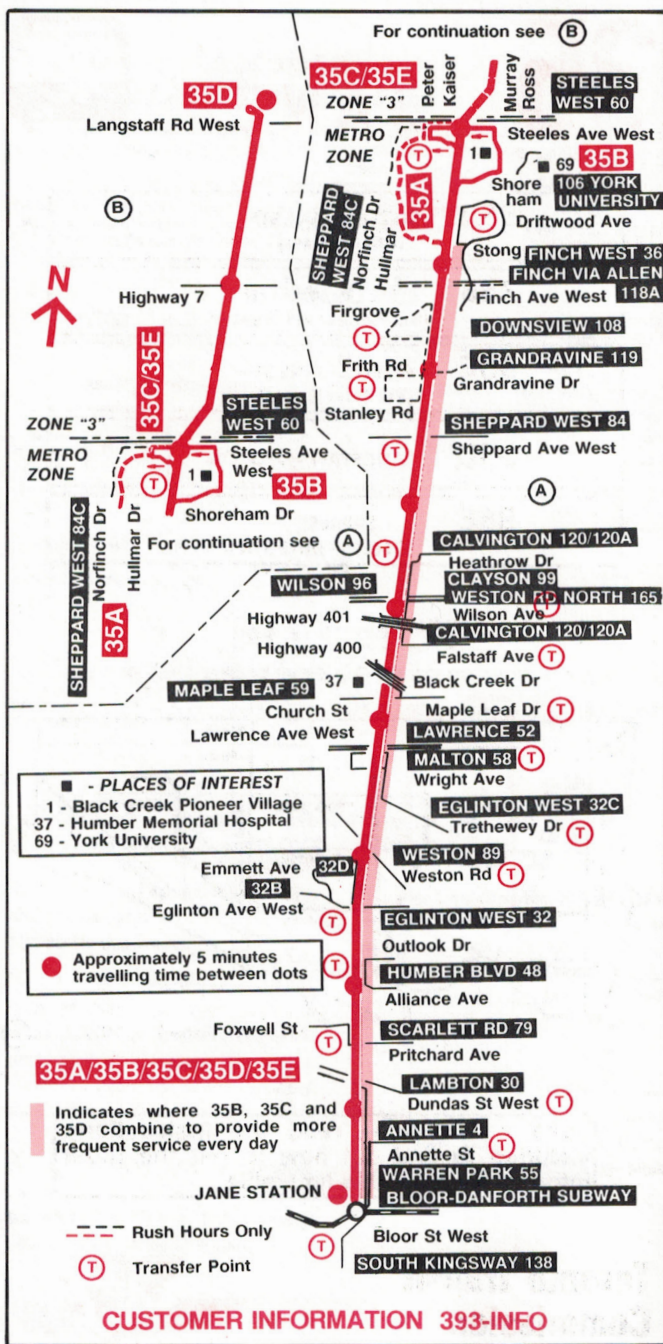 For continuation see B
35D
Langstaff Rd West
B
N
Highway 7
35C/35E
STEELES
WEST 60
ZONE "3"
METRO
ZONE
Steeles Ave
West
T
1
35B
Shoreham Dr
For continuation see A
SHEPPARD WEST 84C
Norfinch Dr
Hullmar Dr
35A
35C/35E
Peter
Kaiser
Murray
Ross
STEELES
WEST 60
ZONE "3"
METRO
ZONE
Steeles Ave West
1
T
69
35B
Shore
ham
106 YORK
UNIVERSITY
35A
SHEPPARD
WEST 84C
Norfinch Dr
Hullmar
T
Driftwood Ave
Stong
FINCH WEST 36
FINCH VIA ALLEN
118A
Finch Ave West
Firgrove
T
DOWNSVIEW 108
Frith Rd
GRANDRAVINE 119
T
Grandravine Dr
Stanley Rd
SHEPPARD WEST 84
T
Sheppard Ave West
A
T
CALVINGTON 120/120A
Heathrow Dr
WILSON 96
CLAYSON 99
WESTON RD NORTH 165
Wilson Ave T
Highway 401
CALVINGTON 120/120A
Highway 400
Falstaff Ave T
MAPLE LEAF 59
37
Black Creek Dr
Church St
Maple Leaf Dr T
Lawrence Ave West
LAWRENCE 52
MALTON 58 T
Wright Ave
EGLINTON WEST 32C
Trethewey Dr T
- PLACES OF INTEREST
1 - Black Creek Pioneer Village
37 - Humber Memorial Hospital
69 - York University
WESTON 89
Weston Rd T
Emmett Ave
32D
32B
Eglinton Ave West
T
EGLINTON WEST 32
Outlook Dr
Approximately 5 minutes
travelling time between dots
T
HUMBER BLVD 48
Alliance Ave
Foxwell St
T
SCARLETT RD 79
Pritchard Ave
35A/35B/35C/35D/35E
LAMBTON 30
Dundas St West T
Indicates where 35B, 35C and
35D combine to provide more
frequent service every day
ANNETTE 4
Annette St T
WARREN PARK 55
JANE STATION
BLOOR-DANFORTH SUBWAY
Rush Hours Only
T
Bloor St West
T Transfer Point
SOUTH KINGSWAY 138
CUSTOMER INFORMATION 393-INFO